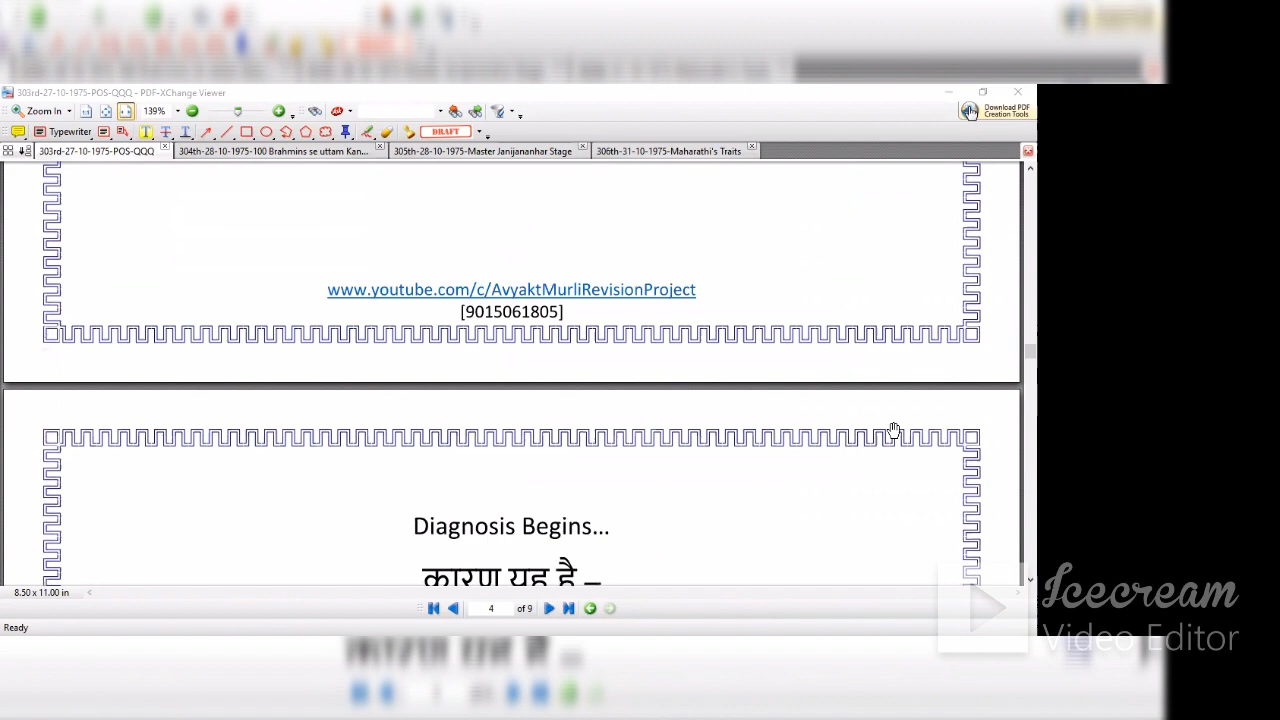 303rd-27-10-1975-POS-QQQ - PDF-XChange Viewer
Zoom In 139% Download PDF Creation Tools
Typewriter DRAFT
303rd-27-10-1975-POS-QQQ 304th-28-10-1975-100 Brahmins se uttam Kan... 305th-28-10-1975-Master Janijananhar Stage 306th-31-10-1975-Maharathi's Traits
www.youtube.com/c/AvyaktMurliRevisionProject
[9015061805]
Diagnosis Begins...
कारण यह है –
8.50 x 11.00 in
4 of 9
Ready
Icecream
Video Editor